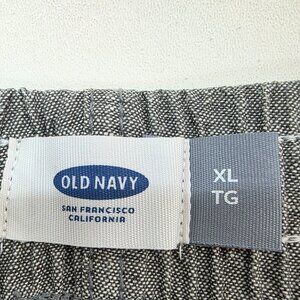 OLD NAVY
SAN FRANCISCO
CALIFORNIA
XL
TG